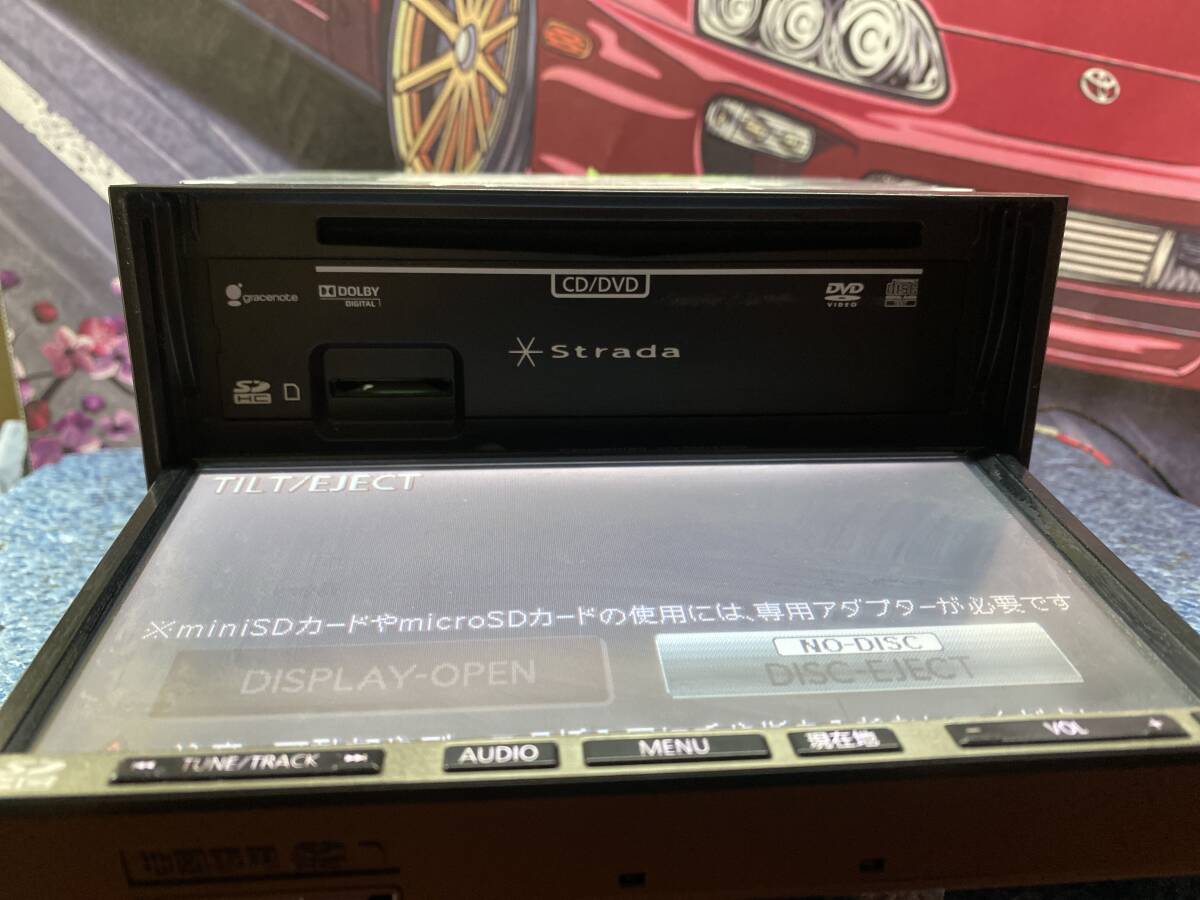 CD/DVD
gracenote
DOLBY
DIGITAL
DVD
VIDEO
disc
Strada
SD
HC
TILT/EJECT
※miniSDカードやmicroSDカードの使用には、専用アダプターが必要です
NO-DISC
DISPLAY-OPEN
DISC-EJECT
TUNE/TRACK
AUDIO
MENU
現在地
- VOL +